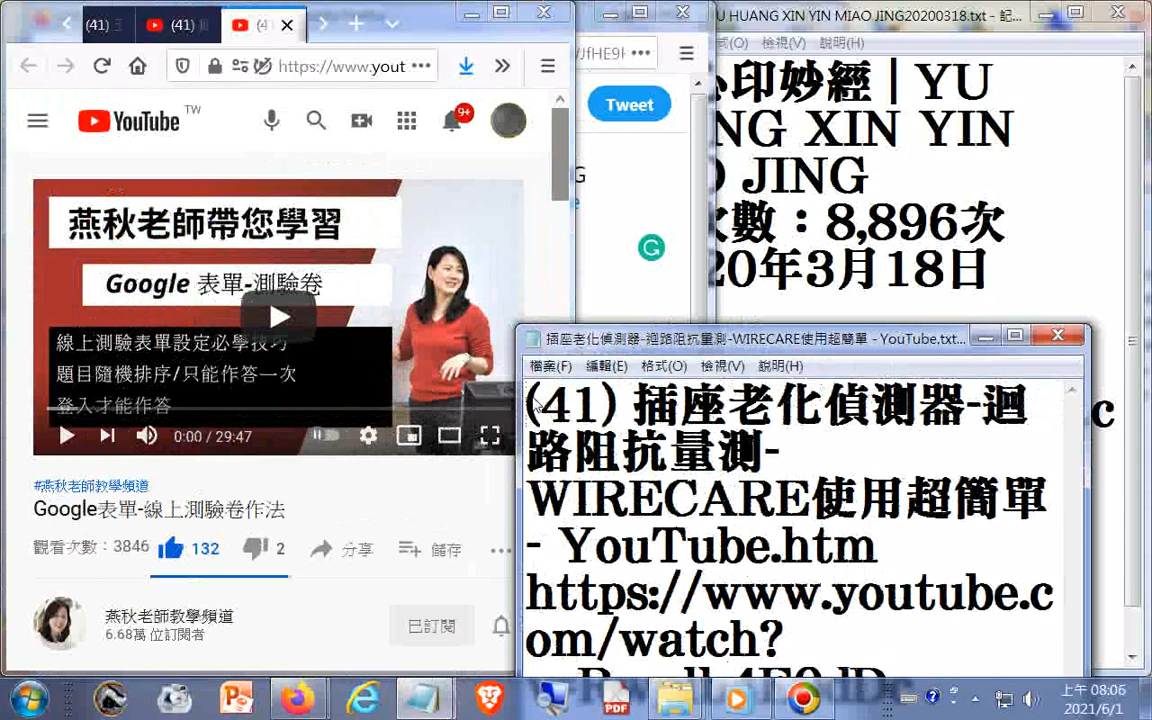 (41)
(41)
(4
https://www.yout
TW
YouTube
9+
燕秋老師帶您學習
Google 表單-測驗卷
線上測驗表單設定必學技巧
題目隨機排序/只能作答一次
登入才能作答
0:00 / 29:47
#燕秋老師教學頻道
Google表單-線上測驗卷作法
觀看次數：3846
132
2
分享
儲存
燕秋老師教學頻道
6.68萬 位訂閱者
已訂閱
Tweet
G
U HUANG XIN YIN MIAO JING20200318.txt - 記...
式(O) 檢視(V) 說明(H)
心印妙經 | YU
NG XIN YIN
O JING
次數：8,896次
20年3月18日
插座老化偵測器-迴路阻抗量測-WIRECARE使用超簡單 - YouTube.txt...
檔案(F) 編輯(E) 格式(O) 檢視(V) 說明(H)
(41) 插座老化偵測器-迴
路阻抗量測-
WIRECARE使用超簡單
- YouTube.htm
https://www.youtube.c
om/watch?
c
PDF
上午 08:06
2021/6/1